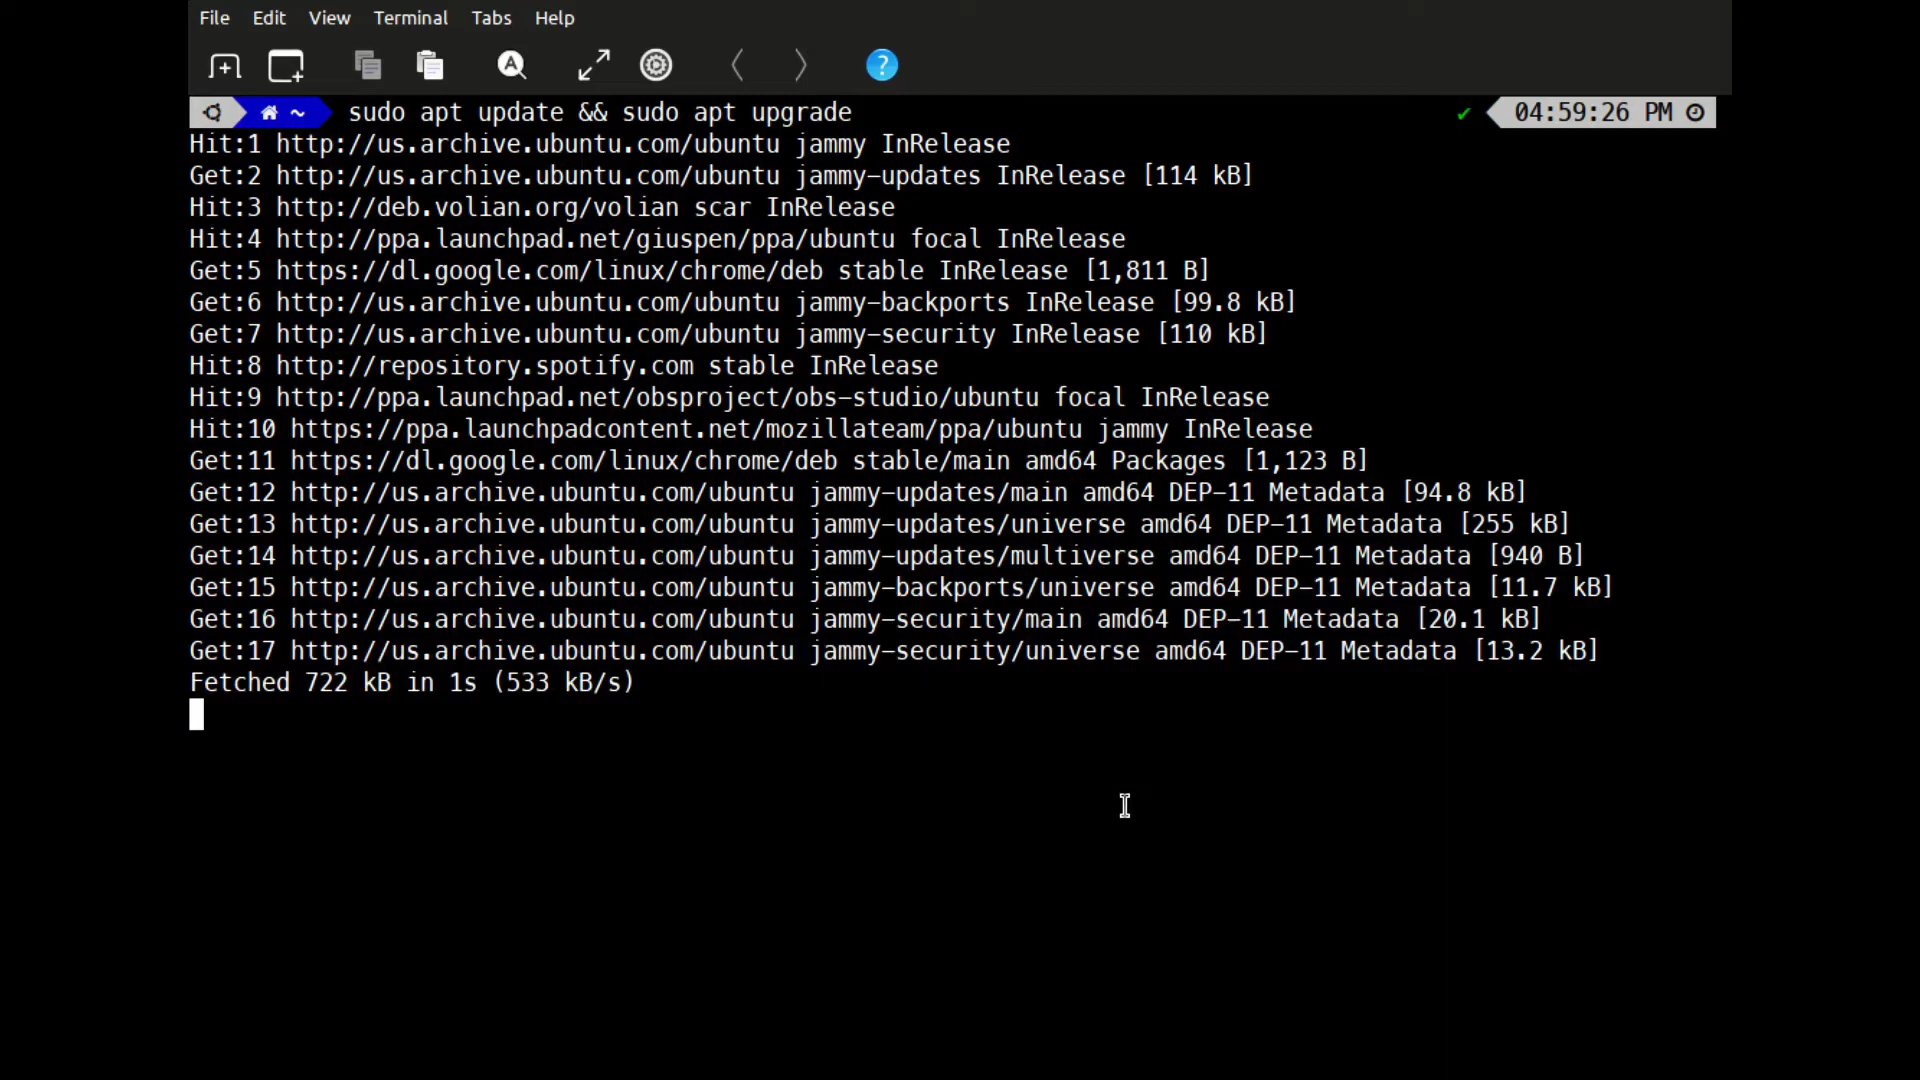 File Edit View Terminal Tabs Help
~ sudo apt update && sudo apt upgrade ✔ 04:59:26 PM
Hit:1 http://us.archive.ubuntu.com/ubuntu jammy InRelease
Get:2 http://us.archive.ubuntu.com/ubuntu jammy-updates InRelease [114 kB]
Hit:3 http://deb.volian.org/volian scar InRelease
Hit:4 http://ppa.launchpad.net/giuspen/ppa/ubuntu focal InRelease
Get:5 https://dl.google.com/linux/chrome/deb stable InRelease [1,811 B]
Get:6 http://us.archive.ubuntu.com/ubuntu jammy-backports InRelease [99.8 kB]
Get:7 http://us.archive.ubuntu.com/ubuntu jammy-security InRelease [110 kB]
Hit:8 http://repository.spotify.com stable InRelease
Hit:9 http://ppa.launchpad.net/obsproject/obs-studio/ubuntu focal InRelease
Hit:10 https://ppa.launchpadcontent.net/mozillateam/ppa/ubuntu jammy InRelease
Get:11 https://dl.google.com/linux/chrome/deb stable/main amd64 Packages [1,123 B]
Get:12 http://us.archive.ubuntu.com/ubuntu jammy-updates/main amd64 DEP-11 Metadata [94.8 kB]
Get:13 http://us.archive.ubuntu.com/ubuntu jammy-updates/universe amd64 DEP-11 Metadata [255 kB]
Get:14 http://us.archive.ubuntu.com/ubuntu jammy-updates/multiverse amd64 DEP-11 Metadata [940 B]
Get:15 http://us.archive.ubuntu.com/ubuntu jammy-backports/universe amd64 DEP-11 Metadata [11.7 kB]
Get:16 http://us.archive.ubuntu.com/ubuntu jammy-security/main amd64 DEP-11 Metadata [20.1 kB]
Get:17 http://us.archive.ubuntu.com/ubuntu jammy-security/universe amd64 DEP-11 Metadata [13.2 kB]
Fetched 722 kB in 1s (533 kB/s)